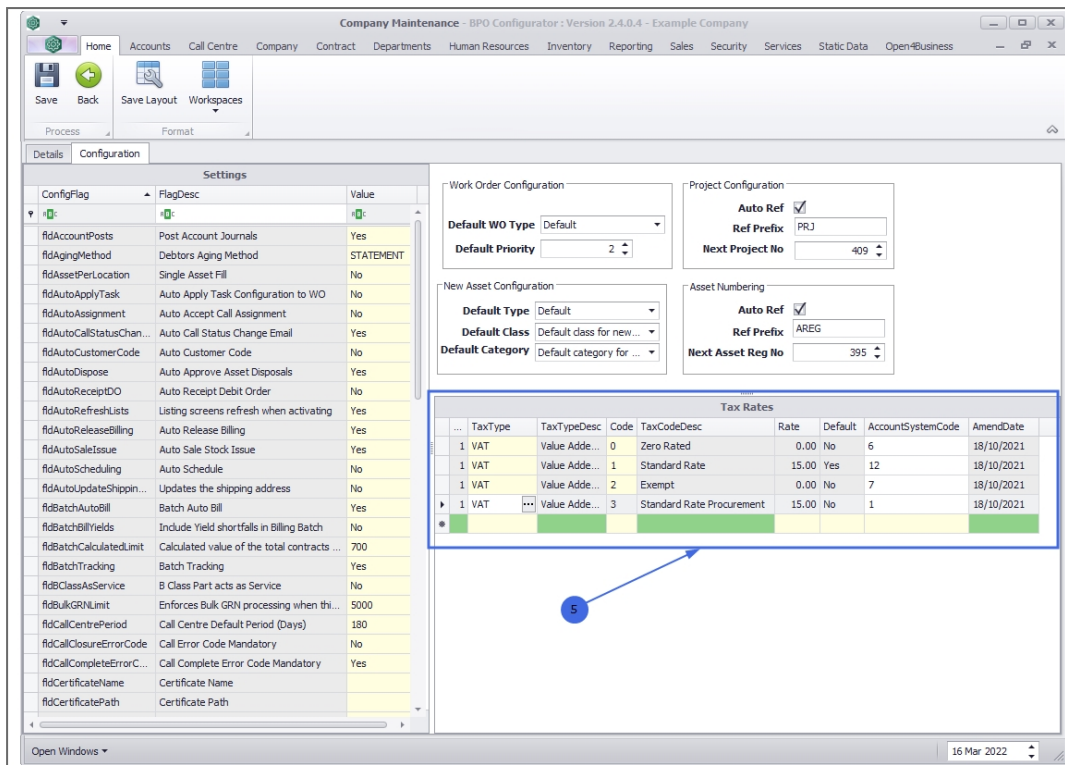 Company Maintenance - BPO Configurator : Version 2.4.0.4 - Example Company
Home Accounts Call Centre Company Contract Departments Human Resources Inventory Reporting Sales Security Services Static Data Open4Business
Save Back Save Layout Workspaces
Process Format
Details Configuration
Settings
ConfigFlag FlagDesc Value
fldAccountPosts Post Account Journals Yes
fldAgingMethod Debtors Aging Method STATEMENT
fldAssetPerLocation Single Asset Fill No
fldAutoApplyTask Auto Apply Task Configuration to WO No
fldAutoAssignment Auto Accept Call Assignment No
fldAutoCallStatusChan... Auto Call Status Change Email Yes
fldAutoCustomerCode Auto Customer Code No
fldAutoDispose Auto Approve Asset Disposals Yes
fldAutoReceiptDO Auto Receipt Debit Order No
fldAutoRefreshLists Listing screens refresh when activating Yes
fldAutoReleaseBilling Auto Release Billing Yes
fldAutoSaleIssue Auto Sale Stock Issue Yes
fldAutoScheduling Auto Schedule No
fldAutoUpdateShippin... Updates the shipping address No
fldBatchAutoBill Batch Auto Bill Yes
fldBatchBillYields Include Yield shortfalls in Billing Batch No
fldBatchCalculatedLimit Calculated value of the total contracts ... 700
fldBatchTracking Batch Tracking Yes
fldBClassAsService B Class Part acts as Service No
fldBulkGRNLimit Enforces Bulk GRN processing when thi... 5000
fldCallCentrePeriod Call Centre Default Period (Days) 180
fldCallClosureErrorCode Call Error Code Mandatory No
fldCallCompleteErrorC... Call Complete Error Code Mandatory Yes
fldCertificateName Certificate Name
fldCertificatePath Certificate Path
Work Order Configuration
Default WO Type Default
Default Priority 2
Project Configuration
Auto Ref
Ref Prefix PRJ
Next Project No 409
New Asset Configuration
Default Type Default
Default Class Default class for new...
Default Category Default category for ...
Asset Numbering
Auto Ref
Ref Prefix AREG
Next Asset Reg No 395
Tax Rates
... TaxType TaxTypeDesc Code TaxCodeDesc Rate Default AccountSystemCode AmendDate
1 VAT Value Adde... 0 Zero Rated 0.00 No 6 18/10/2021
1 VAT Value Adde... 1 Standard Rate 15.00 Yes 12 18/10/2021
1 VAT Value Adde... 2 Exempt 0.00 No 7 18/10/2021
1 VAT ... Value Adde... 3 Standard Rate Procurement 15.00 No 1 18/10/2021
5
Open Windows 16 Mar 2022